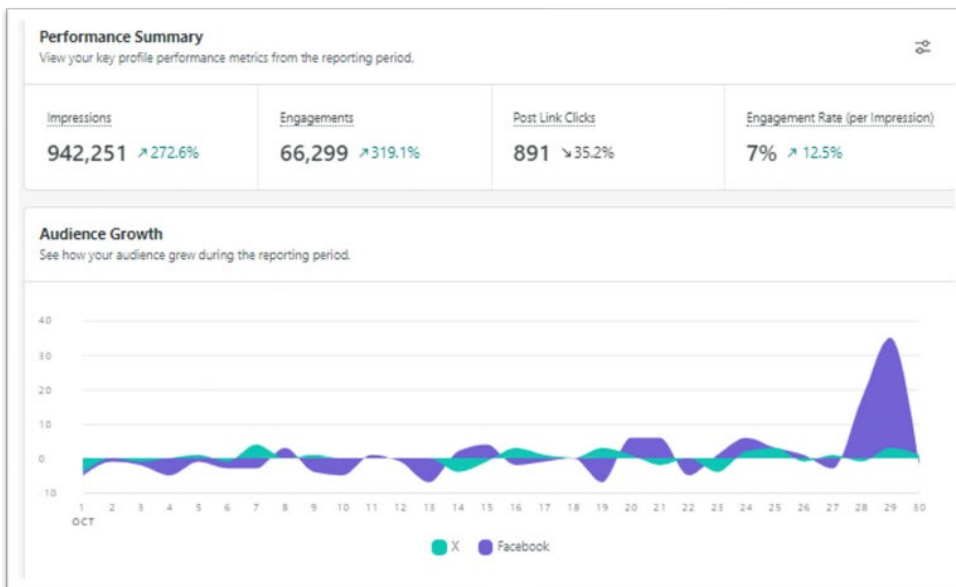 Performance Summary
View your key profile performance metrics from the reporting period.
Impressions
Engagements
Post Link Clicks
Engagement Rate (per Impression)
942,251 ↗272.6%
66,299 ↗319.1%
891 ↘35.2%
7% ↗ 12.5%
Audience Growth
See how your audience grew during the reporting period.
40
30
20
10
0
10
1 2 3 4 5 6 7 8 9 10 11 12 13 14 15 16 17 18 19 20 21 22 23 24 25 26 27 28 29 30
OCT
X Facebook